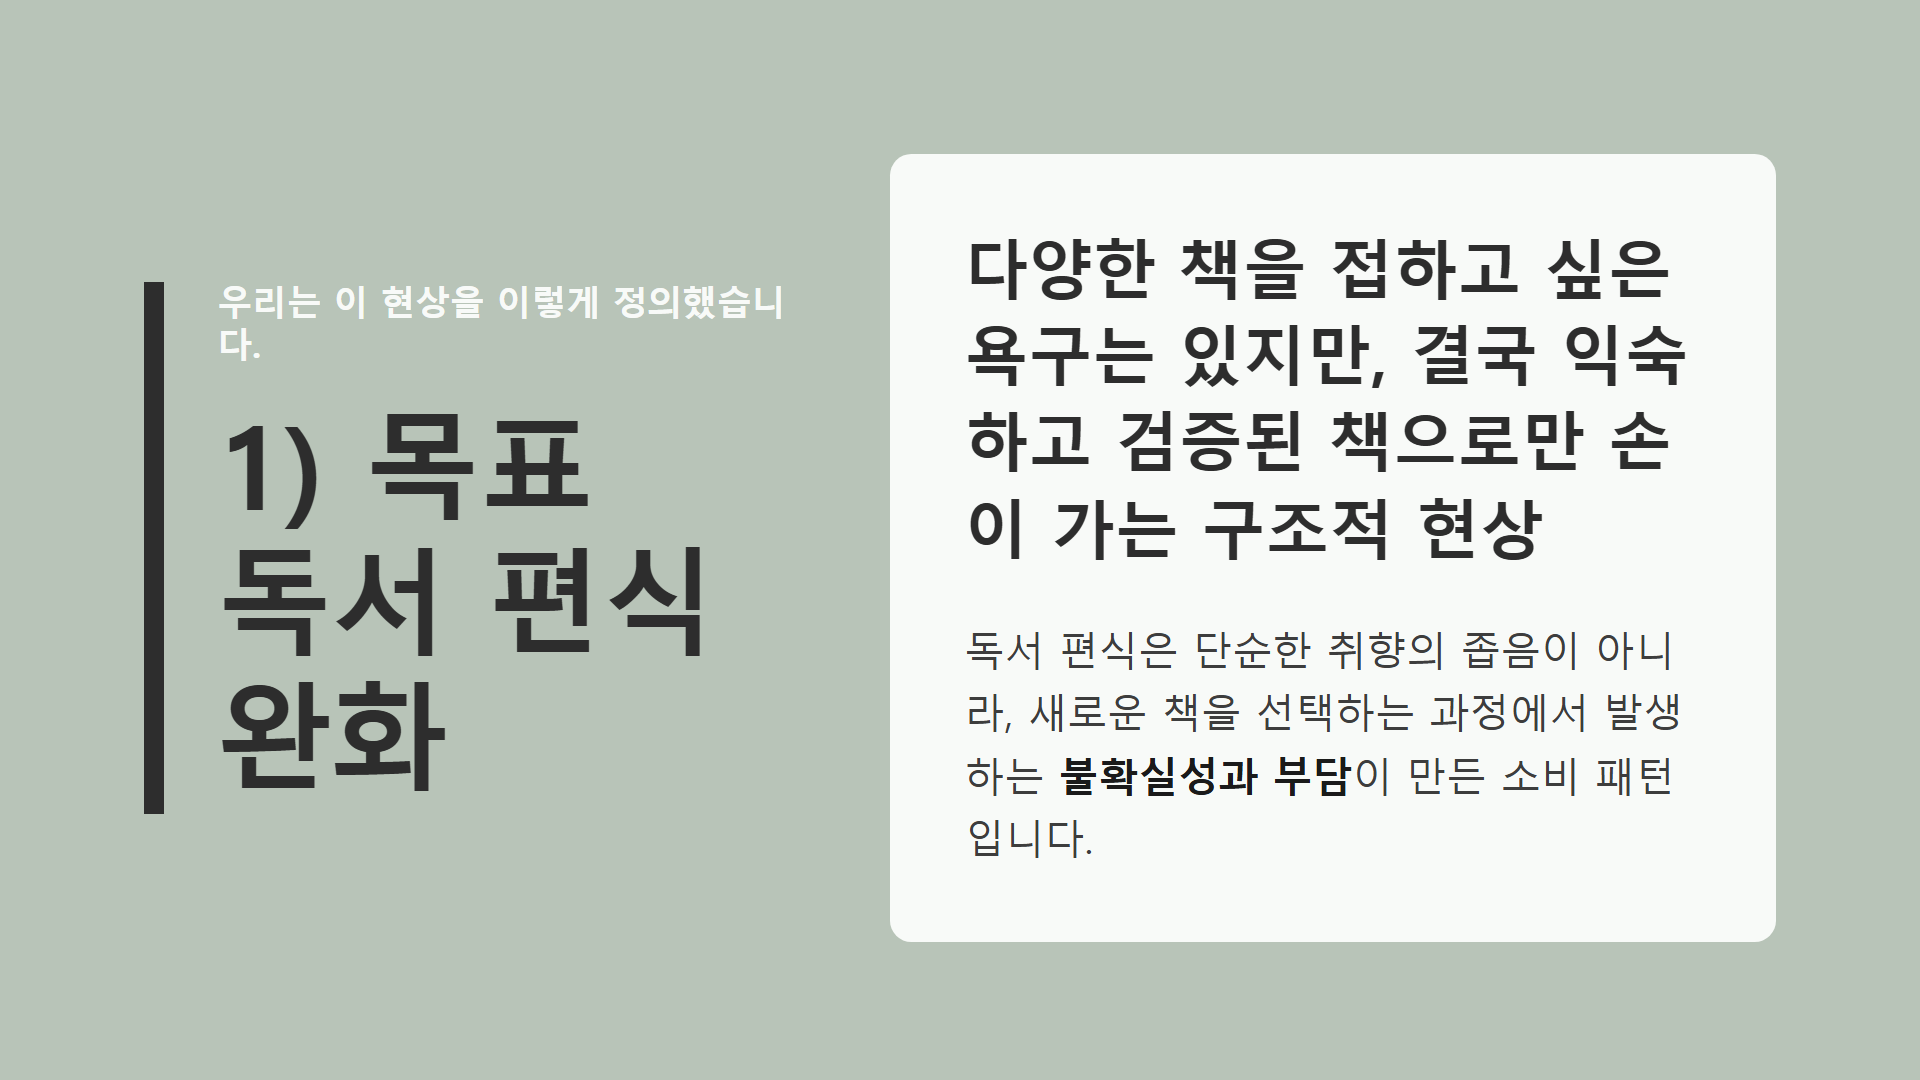 우리는 이 현상을 이렇게 정의했습니
다.
1) 목표
독서 편식
완화
다양한 책을 접하고 싶은
욕구는 있지만, 결국 익숙
하고 검증된 책으로만 손
이 가는 구조적 현상
독서 편식은 단순한 취향의 좁음이 아니
라, 새로운 책을 선택하는 과정에서 발생
하는 불확실성과 부담이 만든 소비 패턴
입니다.